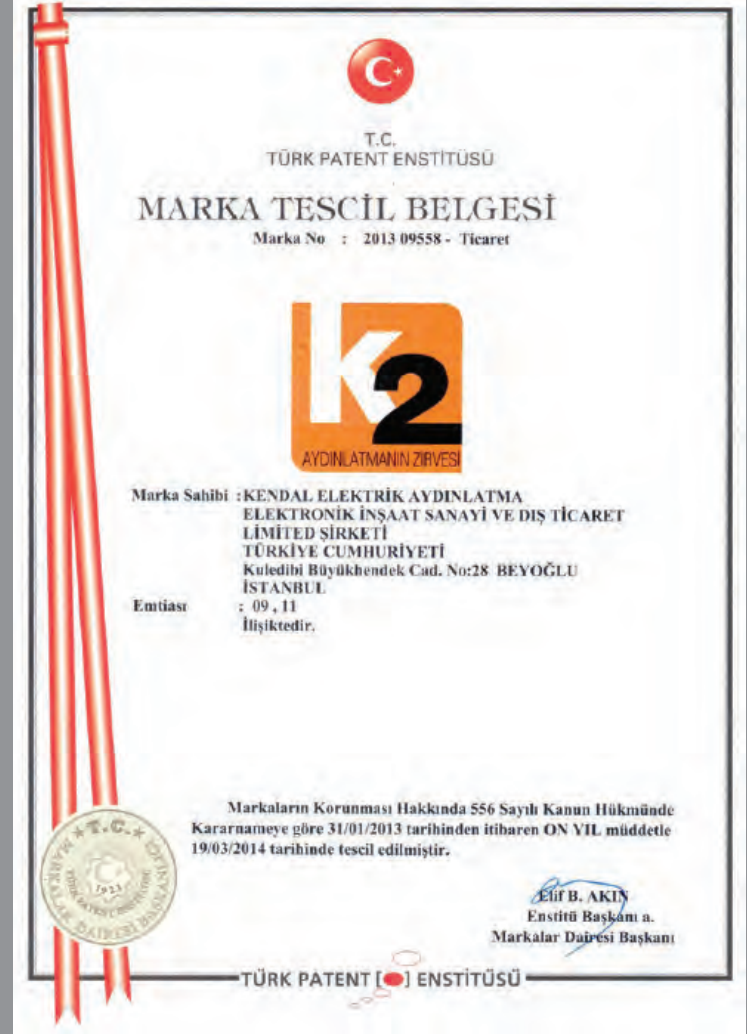 T.C.
TÜRK PATENT ENSTİTÜSÜ
MARKA TESCİL BELGESİ
Marka No : 2013 09558 - Ticaret
K2
AYDINLATMANIN ZİRVESİ
Marka Sahibi : KENDAL ELEKTRİK AYDINLATMA
ELEKTRONİK İNŞAAT SANAYİ VE DIŞ TİCARET
LİMİTED ŞİRKETİ
TÜRKİYE CUMHURİYETİ
Kuledibi Büyükhendek Cad. No:28 BEYOĞLU
İSTANBUL
Emtiası : 09 , 11
İlişiktedir.
Markaların Korunması Hakkında 556 Sayılı Kanun Hükmünde
Kararnameye göre 31/01/2013 tarihinden itibaren ON YIL müddetle
19/03/2014 tarihinde tescil edilmiştir.
T.C.
1923
Elif B. AKIN
Enstitü Başkanı a.
Markalar Dairesi Başkanı
TÜRK PATENT [ ] ENSTİTÜSÜ